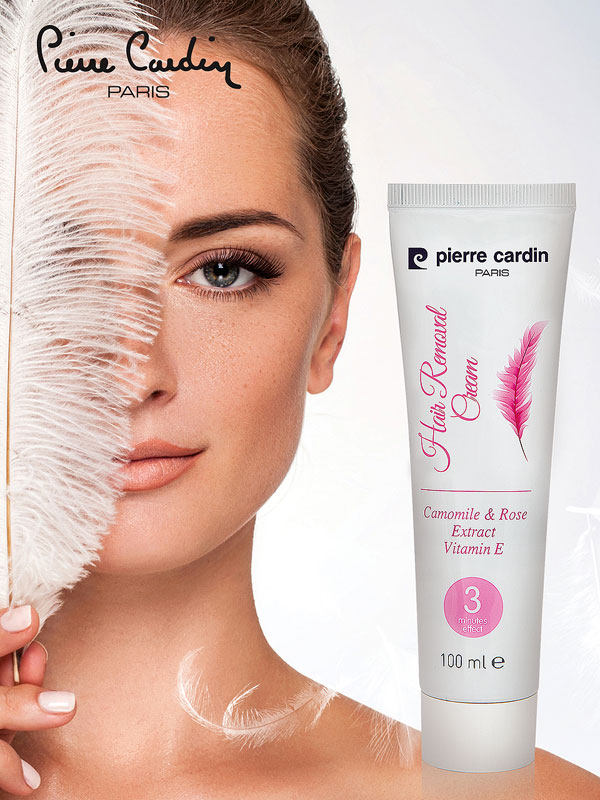 Pierre Cardin
PARIS
pierre cardin
PARIS
Hair Removal
Cream
Camomile & Rose
Extract
Vitamin E
3
minutes
effect
100 ml e